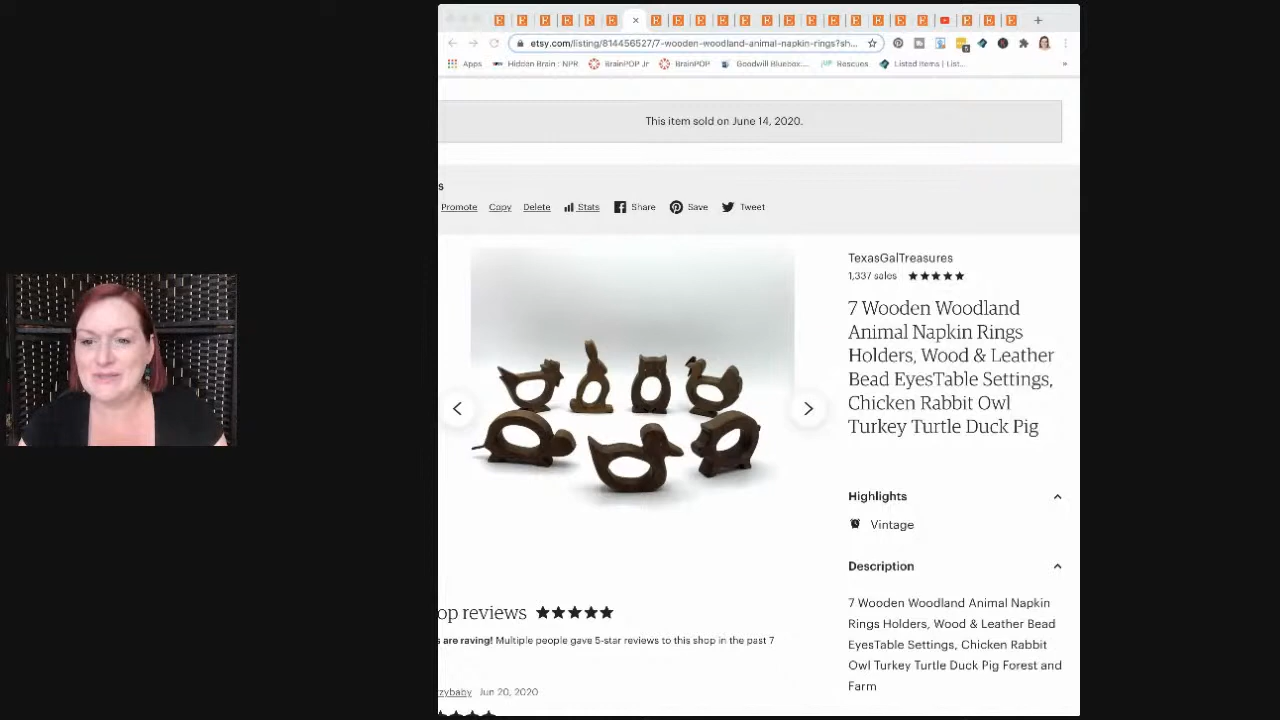 etsy.com/listing/814456527/7-wooden-woodland-animal-napkin-rings?sh...
Apps Hidden Brain : NPR BrainPOP Jr BrainPOP Goodwill Bluebox:... Rescues Listed Items | List... »
This item sold on June 14, 2020.
s
Promote Copy Delete Stats Share Save Tweet
TexasGalTreasures
1,337 sales
7 Wooden Woodland
Animal Napkin Rings
Holders, Wood & Leather
Bead EyesTable Settings,
Chicken Rabbit Owl
Turkey Turtle Duck Pig
Highlights
Vintage
Description
7 Wooden Woodland Animal Napkin
Rings Holders, Wood & Leather Bead
EyesTable Settings, Chicken Rabbit
Owl Turkey Turtle Duck Pig Forest and
Farm
op reviews
s are raving! Multiple people gave 5-star reviews to this shop in the past 7
zybaby Jun 20, 2020